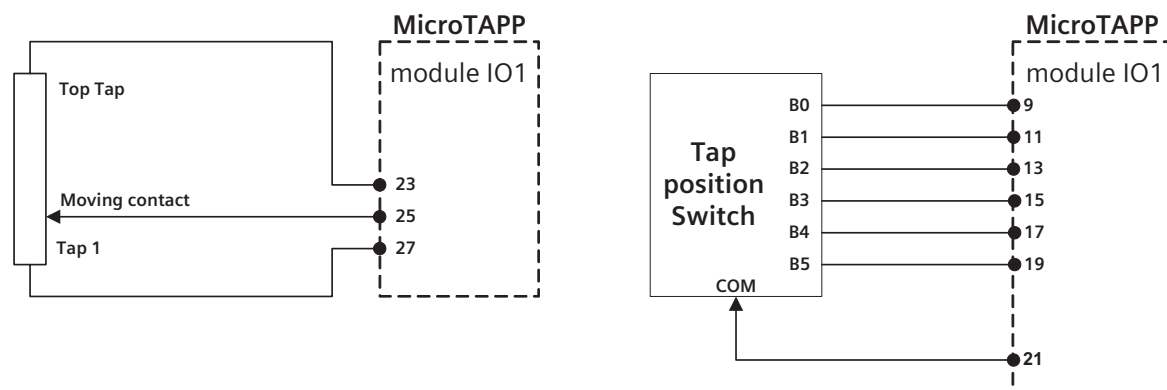 MicroTAPP
module IO1
Top Tap
23
Moving contact
25
Tap 1
27
MicroTAPP
module IO1
B0
9
B1
11
Tap
position
Switch
B2
13
B3
15
B4
17
B5
19
COM
21